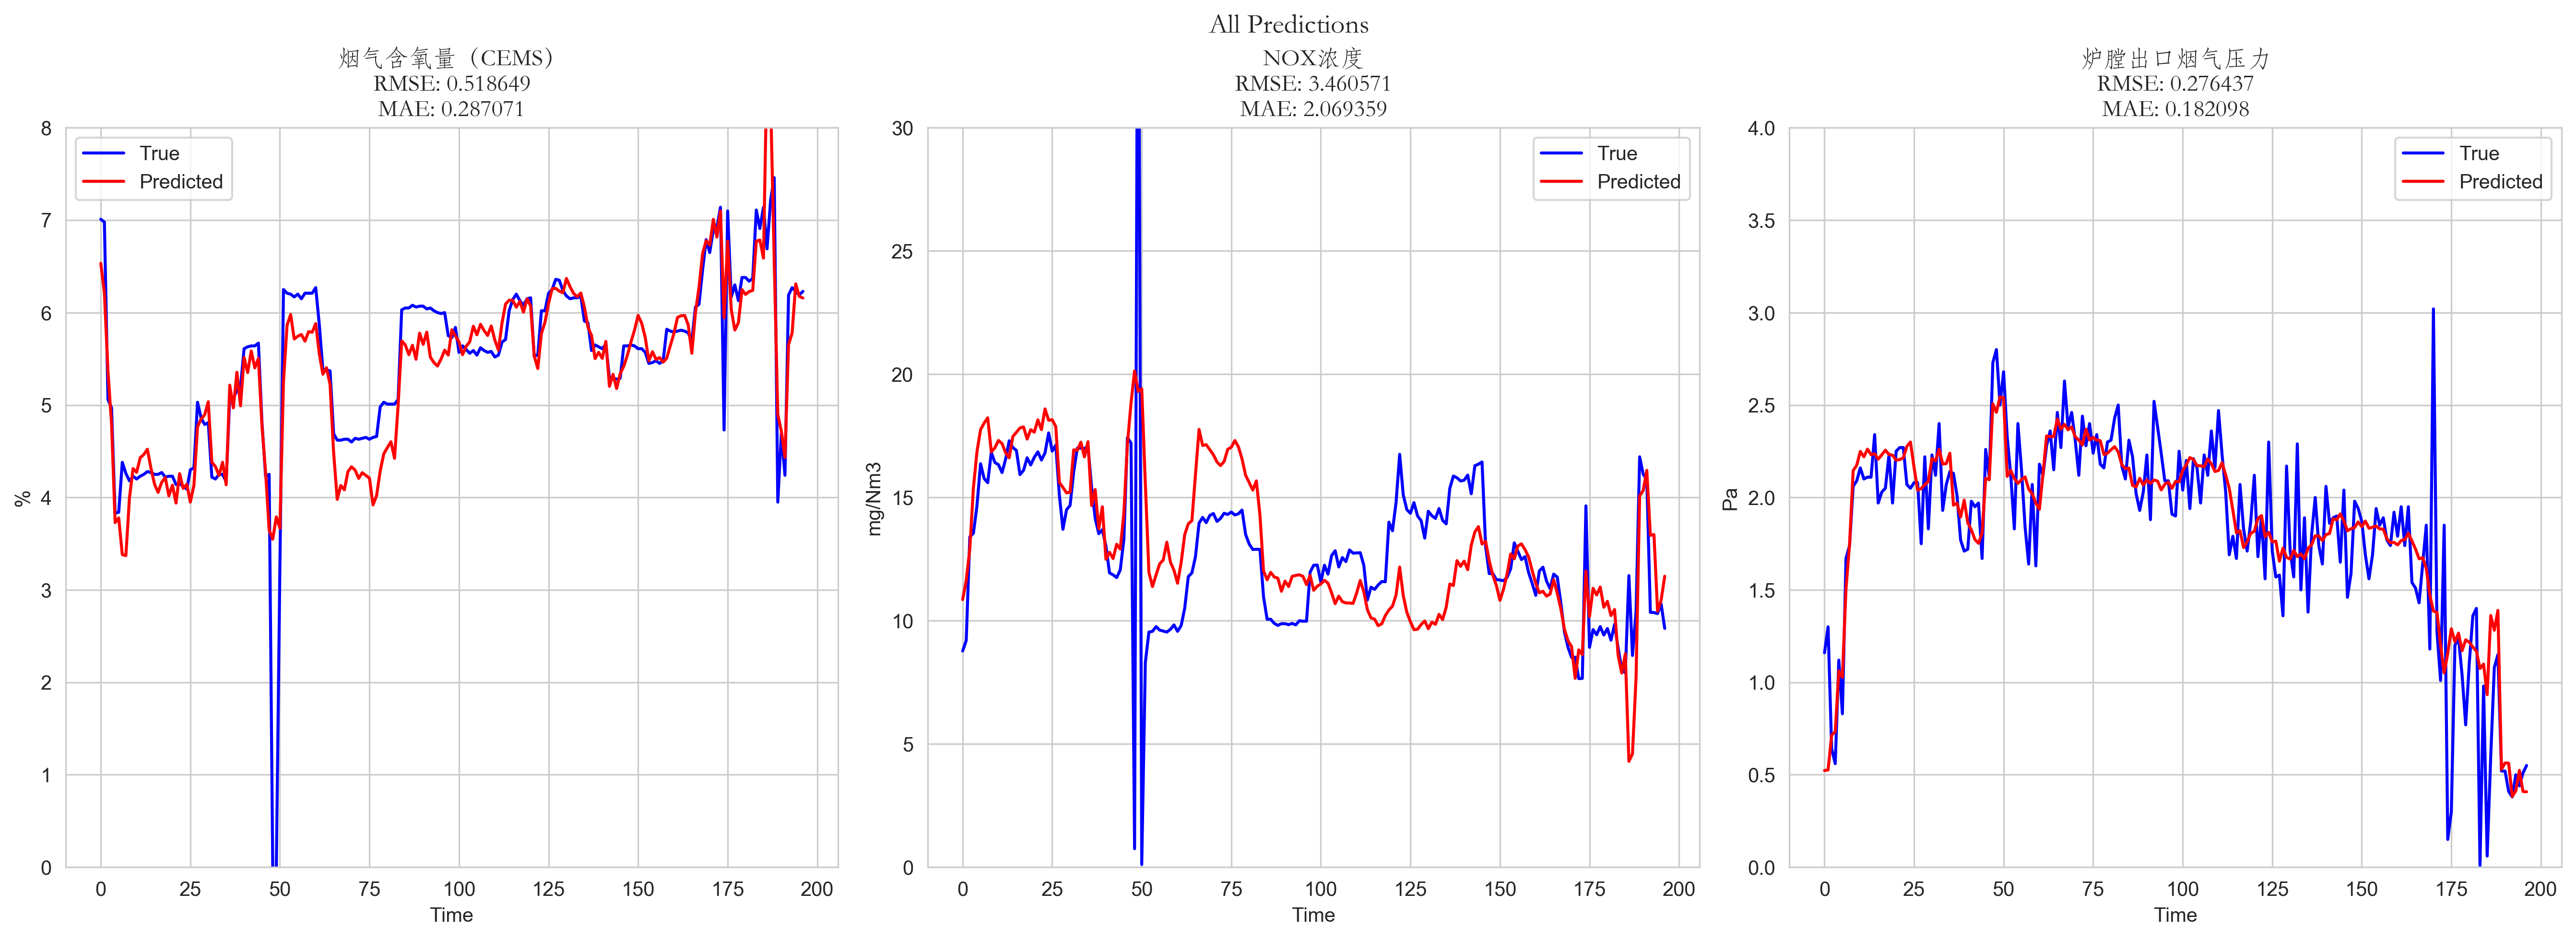 All Predictions
烟气含氧量（CEMS）
RMSE: 0.518649
MAE: 0.287071
8
7
6
5
4
3
2
1
0
%
True
Predicted
0 25 50 75 100 125 150 175 200
Time
NOX浓度
RMSE: 3.460571
MAE: 2.069359
30
25
20
15
10
5
0
mg/Nm3
True
Predicted
0 25 50 75 100 125 150 175 200
Time
炉膛出口烟气压力
RMSE: 0.276437
MAE: 0.182098
4.0
3.5
3.0
2.5
2.0
1.5
1.0
0.5
0.0
Pa
True
Predicted
0 25 50 75 100 125 150 175 200
Time